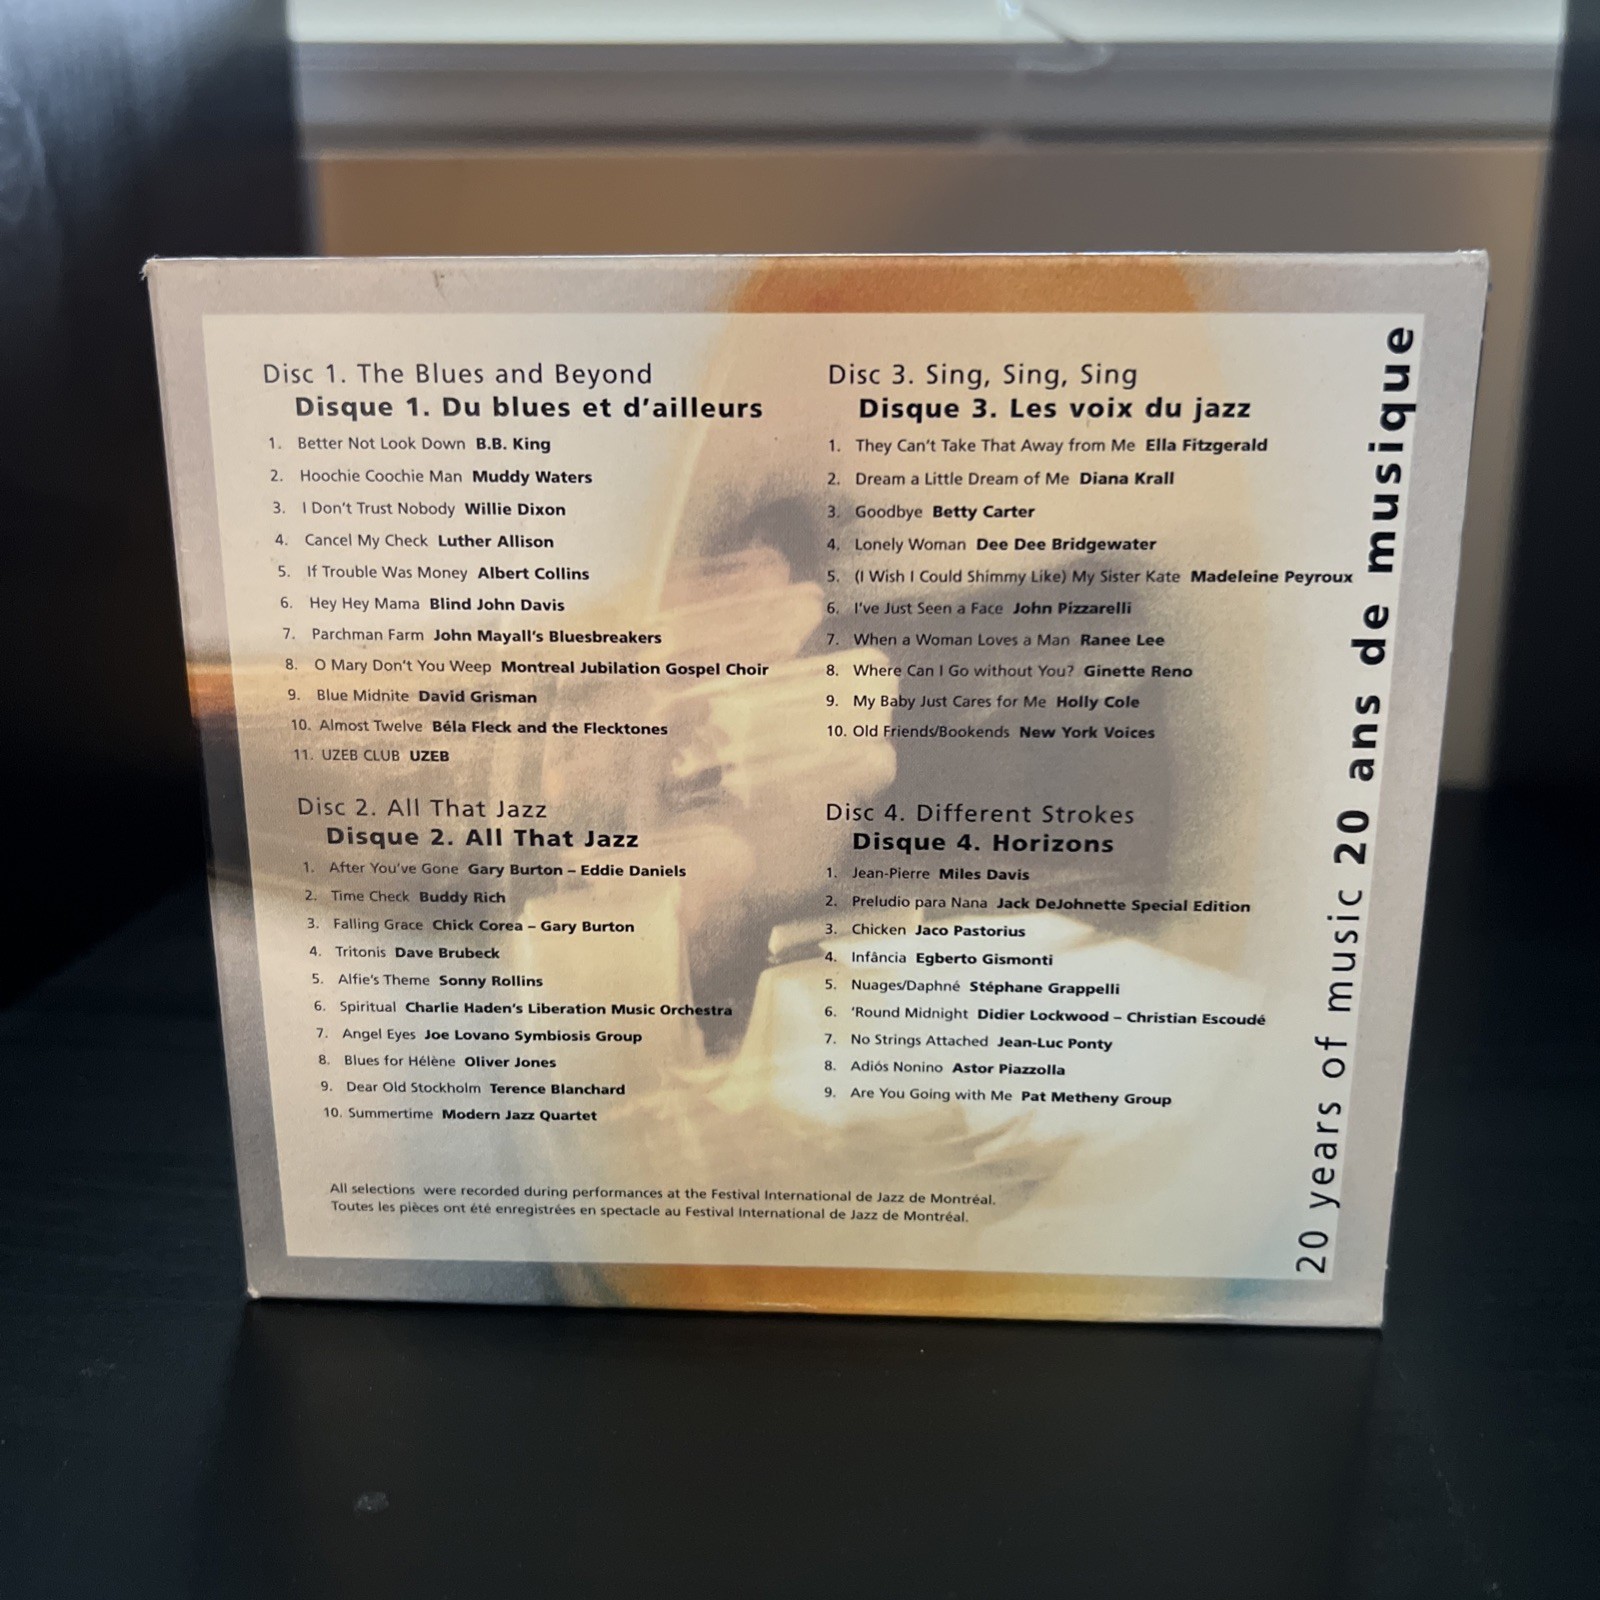 Disc 1. The Blues and Beyond
Disque 1. Du blues et d'ailleurs
1. Better Not Look Down B.B. King
2. Hoochie Coochie Man Muddy Waters
3. I Don't Trust Nobody Willie Dixon
4. Cancel My Check Luther Allison
5. If Trouble Was Money Albert Collins
6. Hey Hey Mama Blind John Davis
7. Parchman Farm John Mayall's Bluesbreakers
8. O Mary Don't You Weep Montreal Jubilation Gospel Choir
9. Blue Midnite David Grisman
10. Almost Twelve Béla Fleck and the Flecktones
11. UZEB CLUB UZEB
Disc 2. All That Jazz
Disque 2. All That Jazz
1. After You've Gone Gary Burton – Eddie Daniels
2. Time Check Buddy Rich
3. Falling Grace Chick Corea – Gary Burton
4. Tritonis Dave Brubeck
5. Alfie's Theme Sonny Rollins
6. Spiritual Charlie Haden's Liberation Music Orchestra
7. Angel Eyes Joe Lovano Symbiosis Group
8. Blues for Hélène Oliver Jones
9. Dear Old Stockholm Terence Blanchard
10. Summertime Modern Jazz Quartet
Disc 3. Sing, Sing, Sing
Disque 3. Les voix du jazz
1. They Can't Take That Away from Me Ella Fitzgerald
2. Dream a Little Dream of Me Diana Krall
3. Goodbye Betty Carter
4. Lonely Woman Dee Dee Bridgewater
5. (I Wish I Could Shimmy Like) My Sister Kate Madeleine Peyroux
6. I've Just Seen a Face John Pizzarelli
7. When a Woman Loves a Man Ranee Lee
8. Where Can I Go without You? Ginette Reno
9. My Baby Just Cares for Me Holly Cole
10. Old Friends/Bookends New York Voices
Disc 4. Different Strokes
Disque 4. Horizons
1. Jean-Pierre Miles Davis
2. Preludio para Nana Jack DeJohnette Special Edition
3. Chicken Jaco Pastorius
4. Infância Egberto Gismonti
5. Nuages/Daphné Stéphane Grappelli
6. 'Round Midnight Didier Lockwood – Christian Escoudé
7. No Strings Attached Jean-Luc Ponty
8. Adiós Nonino Astor Piazzolla
9. Are You Going with Me Pat Metheny Group
All selections were recorded during performances at the Festival International de Jazz de Montréal.
Toutes les pièces ont été enregistrées en spectacle au Festival International de Jazz de Montréal.
20 years of music 20 ans de musique